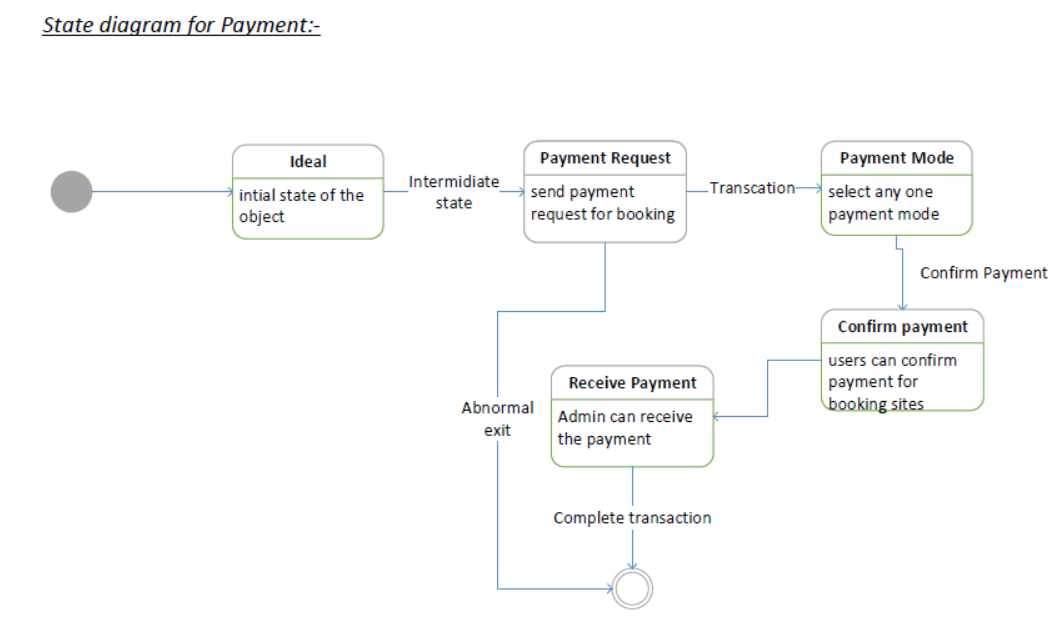 State diagram for Payment:-
Ideal
intial state of the
object
Intermidiate
state
Payment Request
send payment
request for booking
Transcation
Payment Mode
select any one
payment mode
Confirm Payment
Confirm payment
users can confirm
payment for
booking sites
Receive Payment
Admin can receive
the payment
Abnormal
exit
Complete transaction